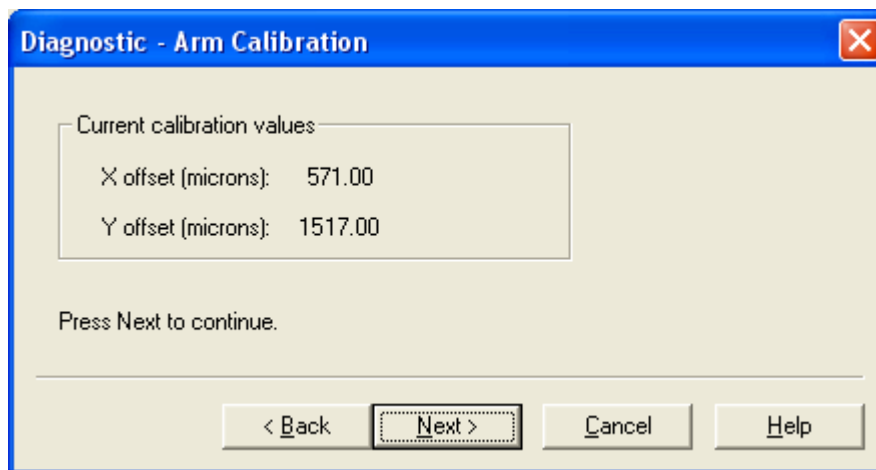 Diagnostic - Arm Calibration
Current calibration values
X offset (microns): 571.00
Y offset (microns): 1517.00
Press Next to continue.
< Back Next > Cancel Help